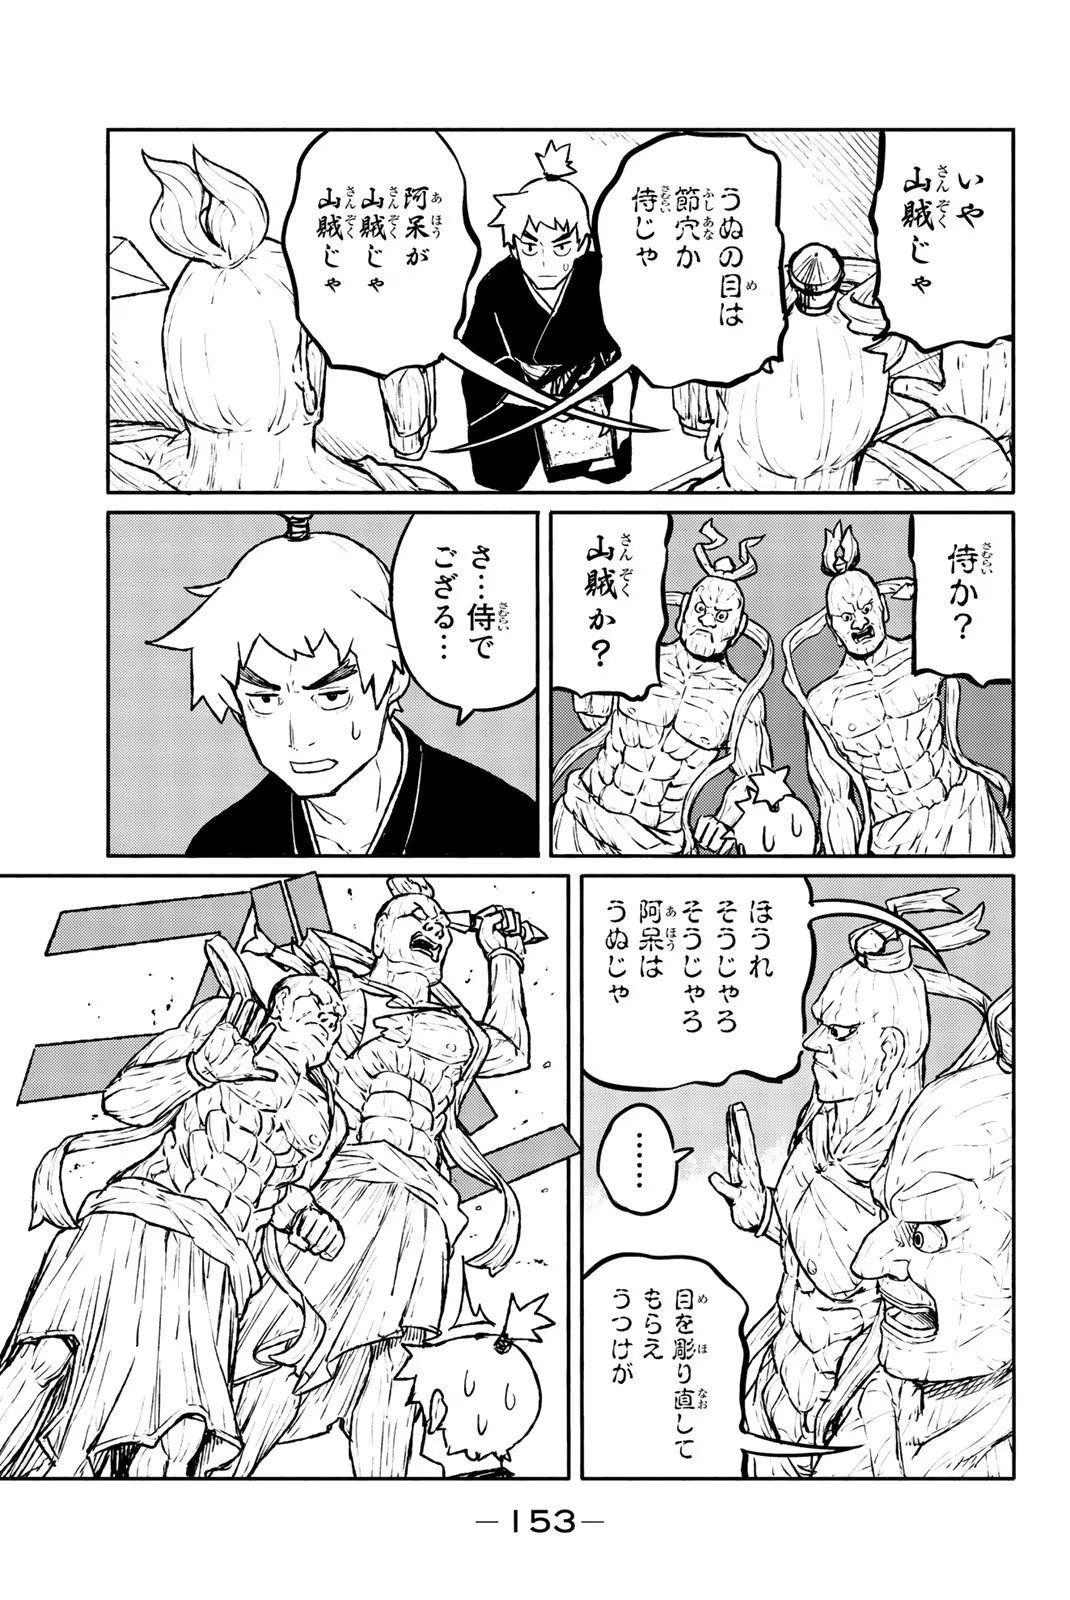 いや
山賊じゃ
うぬの目は
節穴か
侍じゃ
阿呆が
山賊じゃ
山賊じゃ
侍か？
山賊か？
さ…侍で
ござる…
ほうれ
そうじゃろ
そうじゃろ
阿呆は
うぬじゃ
……
目を彫り直して
もらえ
うつけが
—153—